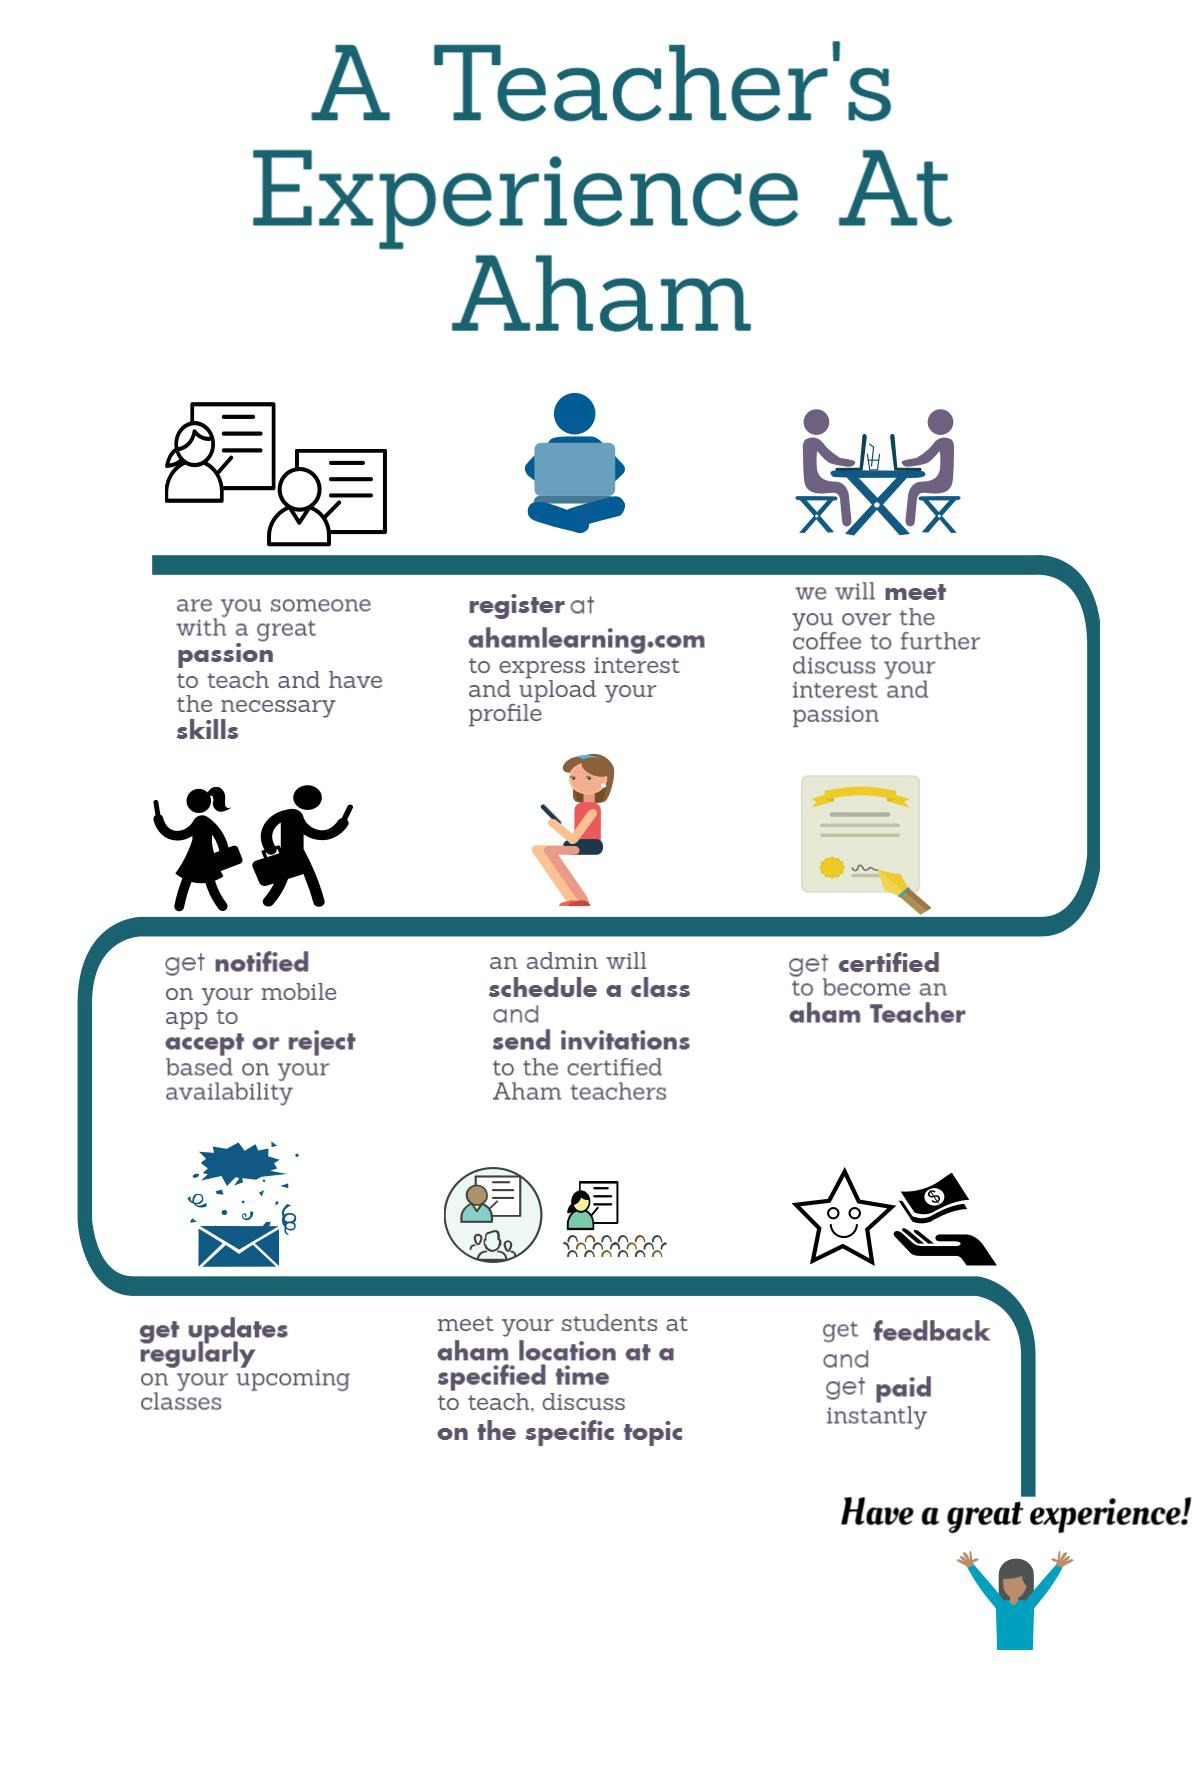 A Teacher's
Experience At
Aham
are you someone
with a great
passion
to teach and have
the necessary
skills
register at
ahamlearning.com
to express interest
and upload your
profile
we will meet
you over the
coffee to further
discuss your
interest and
passion
get certified
to become an
aham Teacher
an admin will
schedule a class
and
send invitations
to the certified
Aham teachers
get notified
on your mobile
app to
accept or reject
based on your
availability
get updates
regularly
on your upcoming
classes
meet your students at
aham location at a
specified time
to teach, discuss
on the specific topic
get feedback
and
get paid
instantly
Have a great experience!